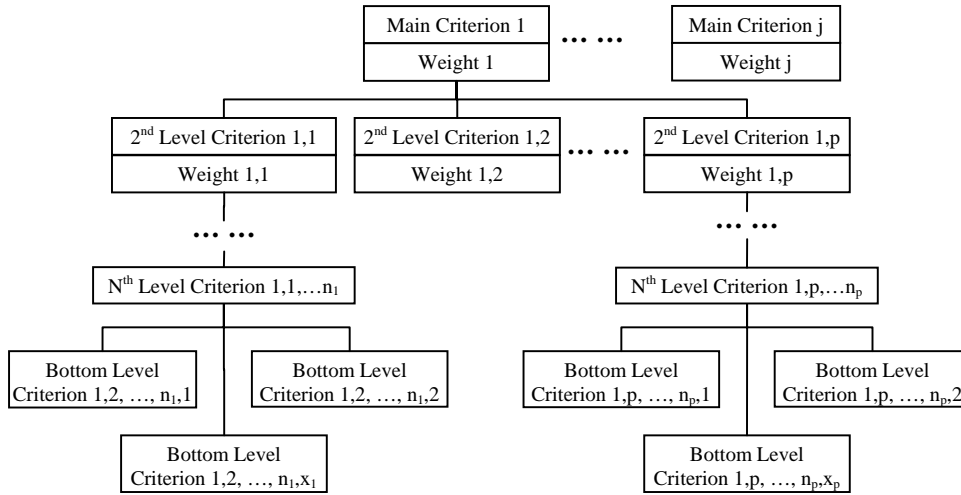 Main Criterion 1
Weight 1
… …
Main Criterion j
Weight j
2nd Level Criterion 1,1
Weight 1,1
2nd Level Criterion 1,2
Weight 1,2
… …
2nd Level Criterion 1,p
Weight 1,p
… …
… …
Nth Level Criterion 1,1,…n1
Nth Level Criterion 1,p,…np
Bottom Level
Criterion 1,2, …, n1,1
Bottom Level
Criterion 1,2, …, n1,2
Bottom Level
Criterion 1,p, …, np,1
Bottom Level
Criterion 1,p, …, np,2
Bottom Level
Criterion 1,2, …, n1,x1
Bottom Level
Criterion 1,p, …, np,xp